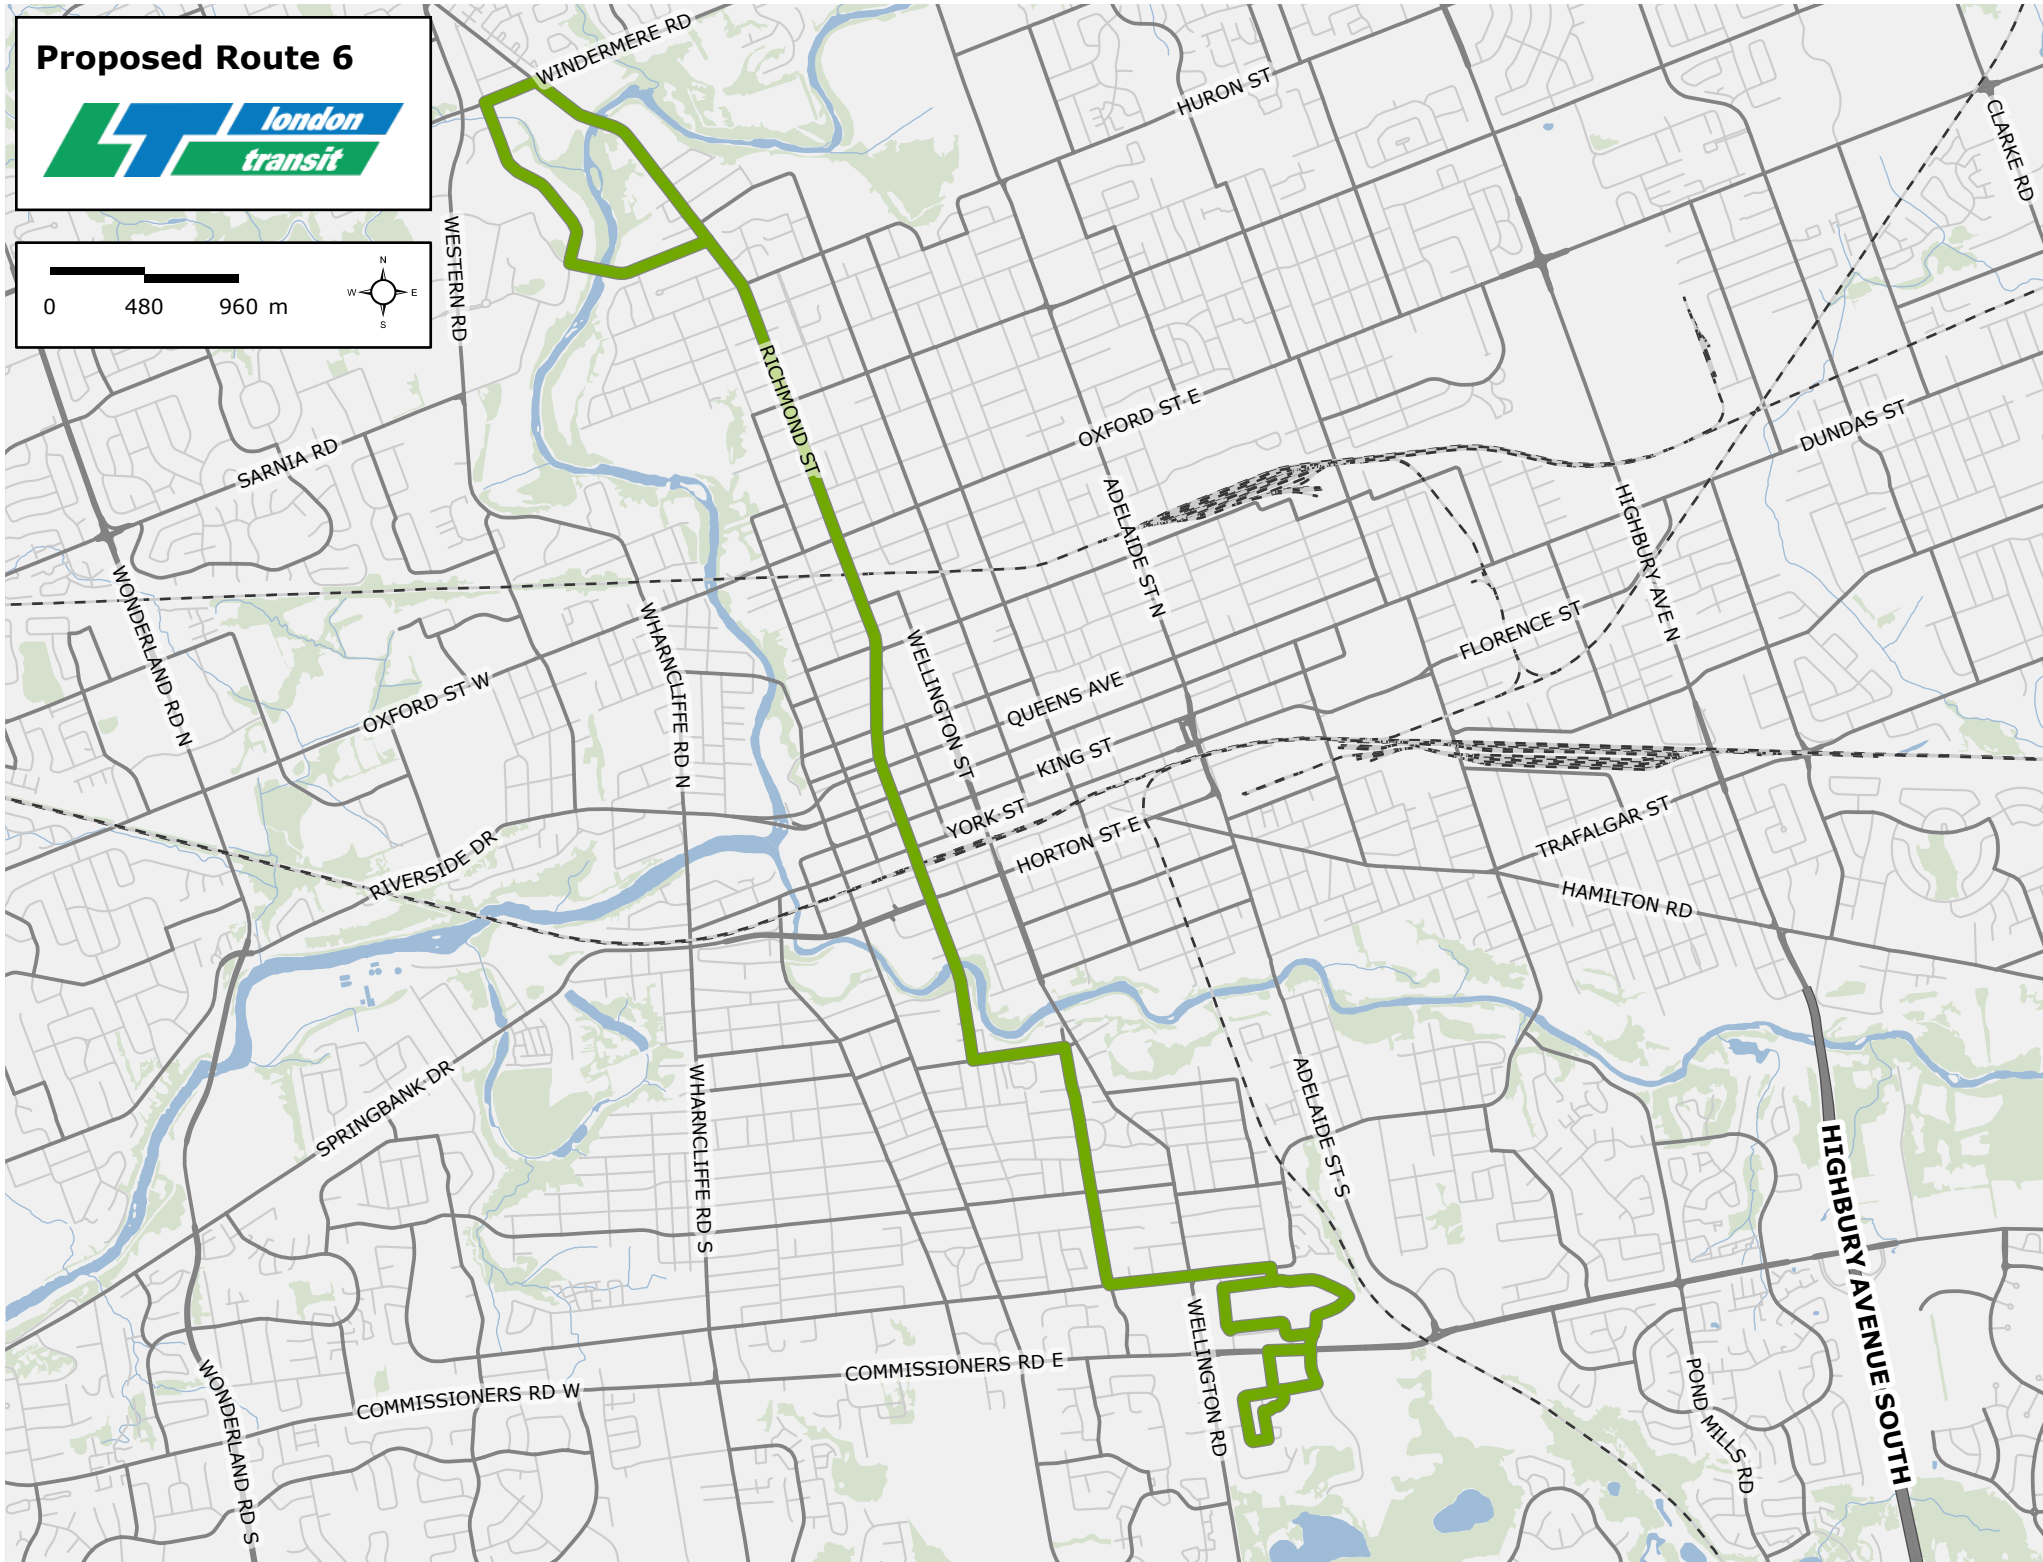 Proposed Route 6
london
transit
0 480 960 m
N
W E
S
WINDERMERE RD
HURON ST
CLARKE RD
WESTERN RD
RICHMOND ST
OXFORD ST E
DUNDAS ST
SARNIA RD
ADELAIDE ST N
HIGHBURY AVE N
WONDERLAND RD N
WHARNCLIFFE RD N
WELLINGTON ST
FLORENCE ST
OXFORD ST W
QUEENS AVE
KING ST
YORK ST
HORTON ST E
TRAFALGAR ST
RIVERSIDE DR
HAMILTON RD
SPRINGBANK DR
WHARNCLIFFE RD S
ADELAIDE ST S
HIGHBURY AVENUE SOUTH
WELLINGTON RD
COMMISSIONERS RD E
COMMISSIONERS RD W
WONDERLAND RD S
POND MILLS RD